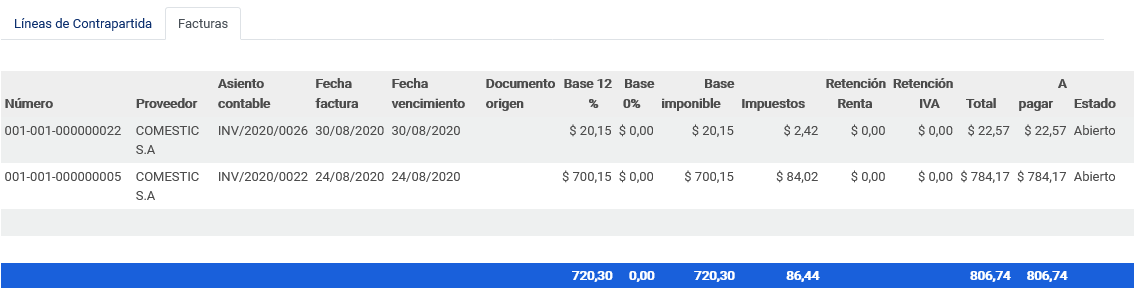 Líneas de Contrapartida Facturas
Asiento Fecha Fecha Documento Base 12 Base Base Retención Retención A
Número Proveedor contable factura vencimiento origen % 0% imponible Impuestos Renta IVA Total pagar Estado
001-001-000000022 COMESTIC INV/2020/0026 30/08/2020 30/08/2020 $ 20,15 $ 0,00 $ 20,15 $ 2,42 $ 0,00 $ 0,00 $ 22,57 $ 22,57 Abierto
S.A
001-001-000000005 COMESTIC INV/2020/0022 24/08/2020 24/08/2020 $ 700,15 $ 0,00 $ 700,15 $ 84,02 $ 0,00 $ 0,00 $ 784,17 $ 784,17 Abierto
S.A
720,30 0,00 720,30 86,44 806,74 806,74